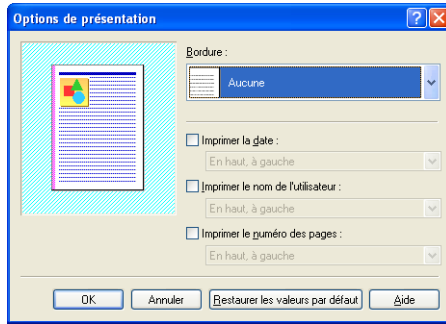 Options de présentation
Bordure :
Aucune
Imprimer la date :
En haut, à gauche
Imprimer le nom de l'utilisateur :
En haut, à gauche
Imprimer le numéro des pages :
En haut, à gauche
OK Annuler Restaurer les valeurs par défaut Aide